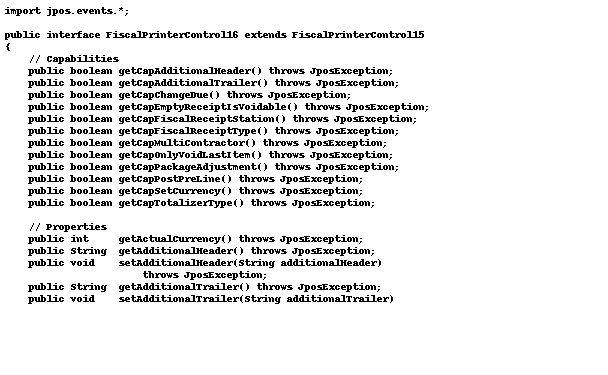 import jpos.events.*;

public interface FiscalPrinterControl16 extends FiscalPrinterControl15
{
    // Capabilities
    public boolean getCapAdditionalHeader() throws JposException;
    public boolean getCapAdditionalTrailer() throws JposException;
    public boolean getCapChangeDue() throws JposException;
    public boolean getCapEmptyReceiptIsVoidable() throws JposException;
    public boolean getCapFiscalReceiptStation() throws JposException;
    public boolean getCapFiscalReceiptType() throws JposException;
    public boolean getCapMultiContractor() throws JposException;
    public boolean getCapOnlyVoidLastItem() throws JposException;
    public boolean getCapPackageAdjustment() throws JposException;
    public boolean getCapPostPreLine() throws JposException;
    public boolean getCapSetCurrency() throws JposException;
    public boolean getCapTotalizerType() throws JposException;

    // Properties
    public int     getActualCurrency() throws JposException;
    public String  getAdditionalHeader() throws JposException;
    public void    setAdditionalHeader(String additionalHeader)
                       throws JposException;
    public String  getAdditionalTrailer() throws JposException;
    public void    setAdditionalTrailer(String additionalTrailer)